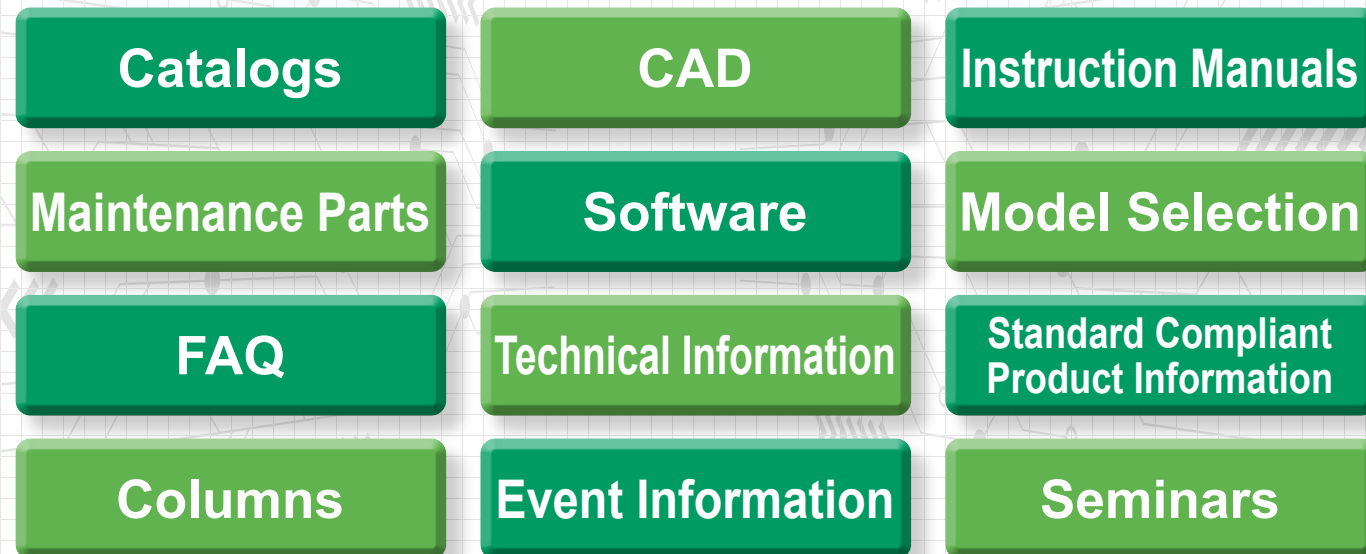 Catalogs
CAD
Instruction Manuals
Maintenance Parts
Software
Model Selection
FAQ
Technical Information
Standard Compliant
Product Information
Columns
Event Information
Seminars